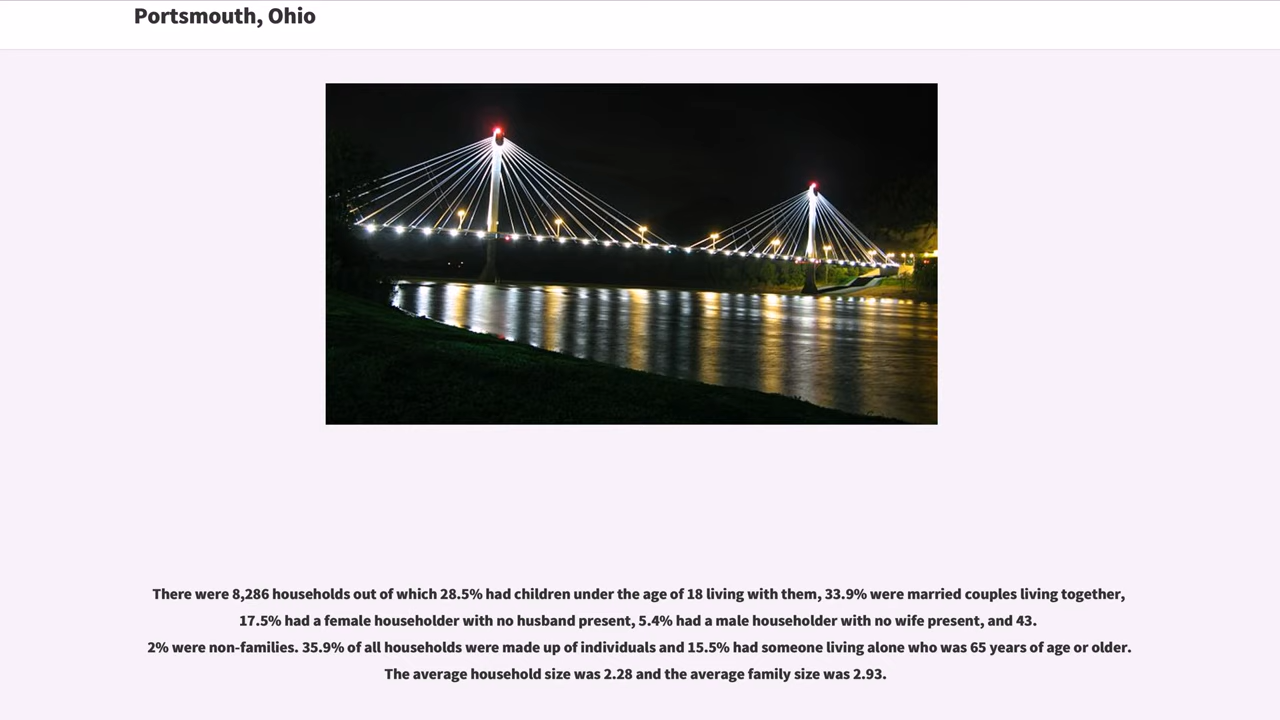 Portsmouth, Ohio
There were 8,286 households out of which 28.5% had children under the age of 18 living with them, 33.9% were married couples living together,
17.5% had a female householder with no husband present, 5.4% had a male householder with no wife present, and 43.
2% were non-families. 35.9% of all households were made up of individuals and 15.5% had someone living alone who was 65 years of age or older.
The average household size was 2.28 and the average family size was 2.93.